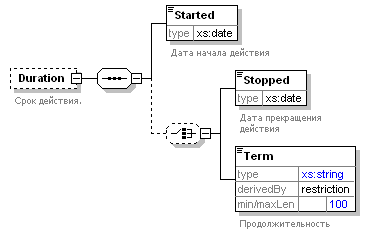 Started
type xs:date
Дата начала действия
Duration
Срок действия.
Stopped
type xs:date
Дата прекращения
действия
Term
type xs:string
derivedBy restriction
min/maxLen 100
Продолжительность